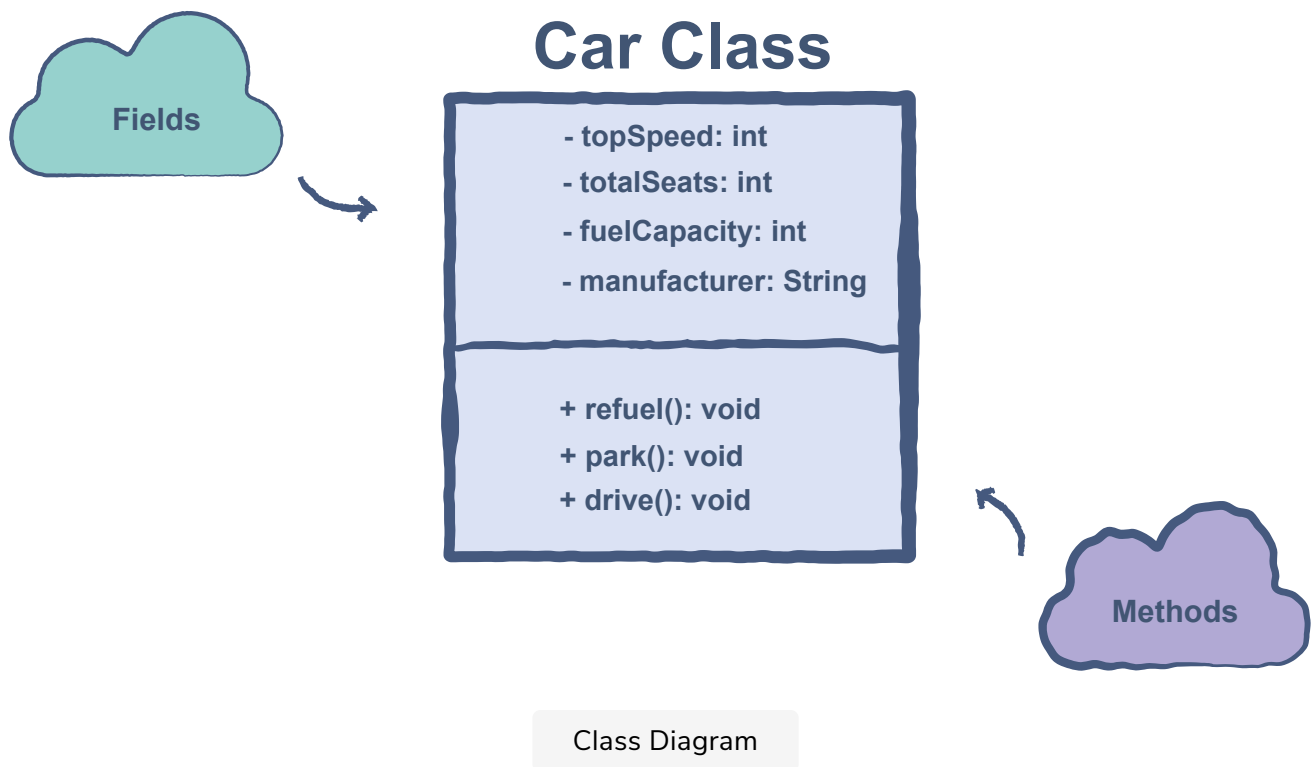 Car Class
Fields
- topSpeed: int
- totalSeats: int
- fuelCapacity: int
- manufacturer: String
+ refuel(): void
+ park(): void
+ drive(): void
Methods
Class Diagram